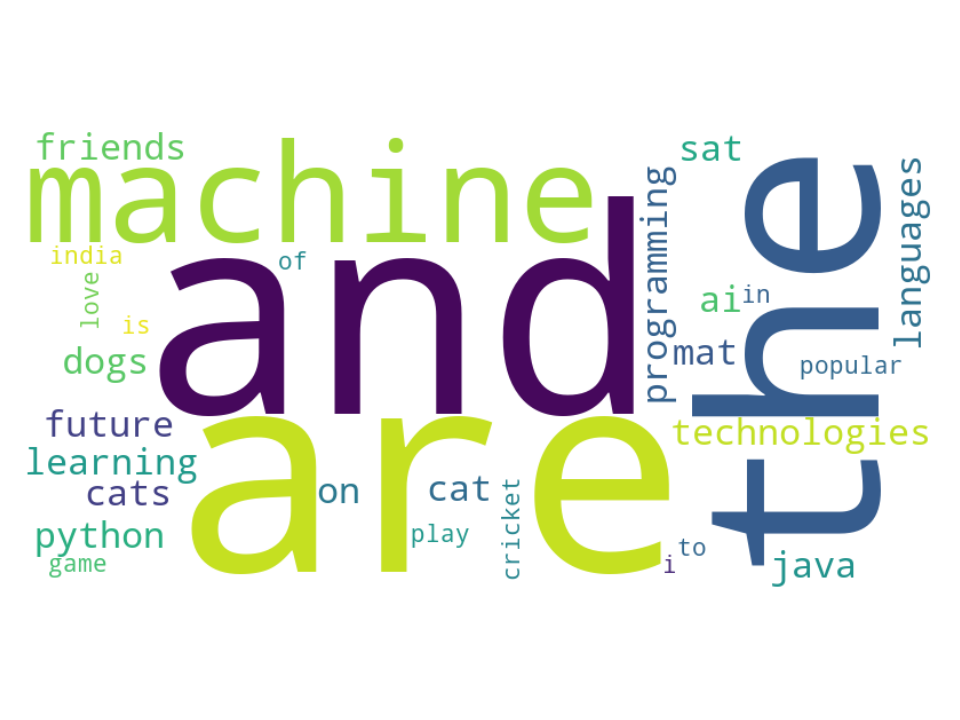 friends
machine
sat
the
languages
programming
and
india
of
love
is
ai
in
dogs
mat
popular
are
future
technologies
learning
cats
on
cat
cricket
python
play
game
i
to
java